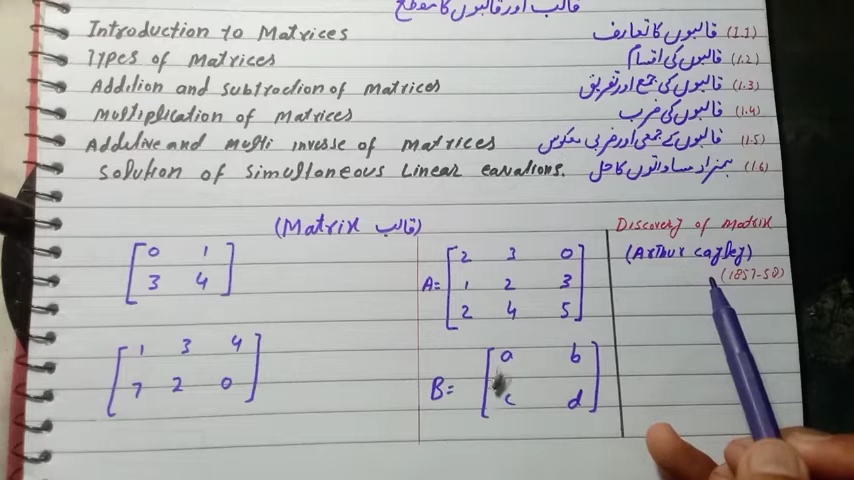 قالب اور قالبوں کا مقطع
Introduction to Matrices (1.1) قالبوں کا تعارف
Types of Matrices (1.2) قالبوں کی اقسام
Addition and subtraction of Matrices (1.3) قالبوں کی جمع اور تفریق
Multiplication of Matrices (1.4) قالبوں کی ضرب
Additive and Multi inverse of Matrices (1.5) قالبوں کے جمعی اور ضربی معکوس
Solution of Simultaneous Linear equations. (1.6) ہمزاد مساواتوں کا حل
(Matrix قالب)
0 1
3 4
1 3 4
7 2 0
A=
2 3 0
1 2 3
2 4 5
B=
a b
c d
Discovery of Matrix
(Arthur Cayley)
(1857-58)